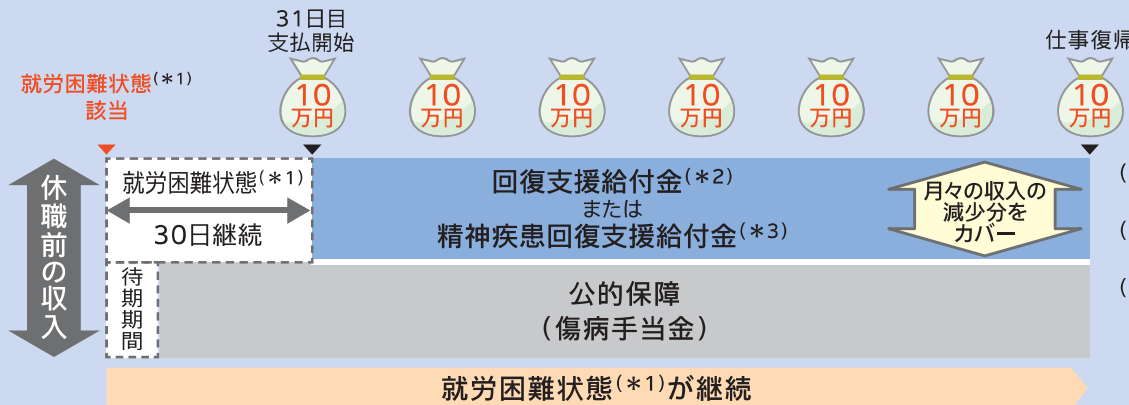 31日目
支払開始
仕事復帰
就労困難状態(*1)
該当
10
万円
10
万円
10
万円
10
万円
10
万円
10
万円
10
万円
休職前の収入
就労困難状態(*1)
30日継続
回復支援給付金(*2)
または
精神疾患回復支援給付金(*3)
月々の収入の
減少分を
カバー
(
(
(
待期期間
公的保障
(傷病手当金)
就労困難状態(*1)が継続